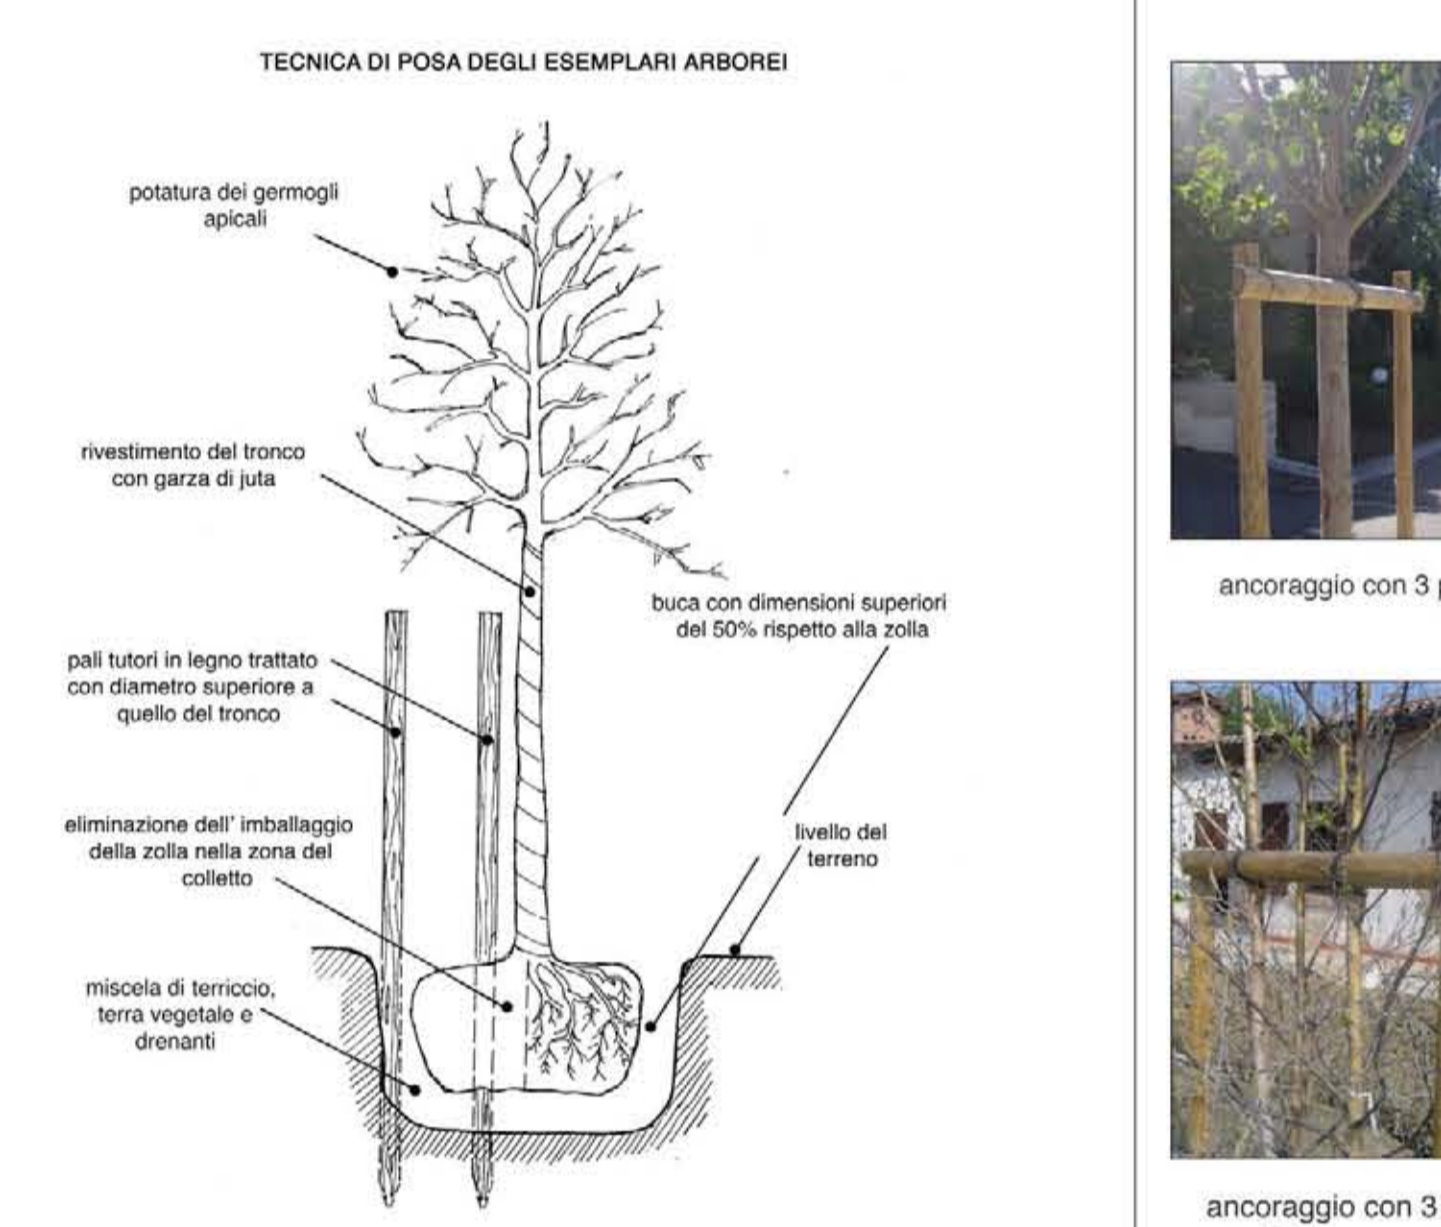 TECNICA DI POSA DEGLI ESEMPLARI ARBOREI
potatura dei germogli
apicali
rivestimento del tronco
con garza di juta
buca con dimensioni superiori
del 50% rispetto alla zolla
pali tutori in legno trattato
con diametro superiore a
quello del tronco
eliminazione dell' imballaggio
della zolla nella zona del
colletto
livello del
terreno
miscela di terriccio,
terra vegetale e
drenanti
ancoraggio con 3
ancoraggio con 3